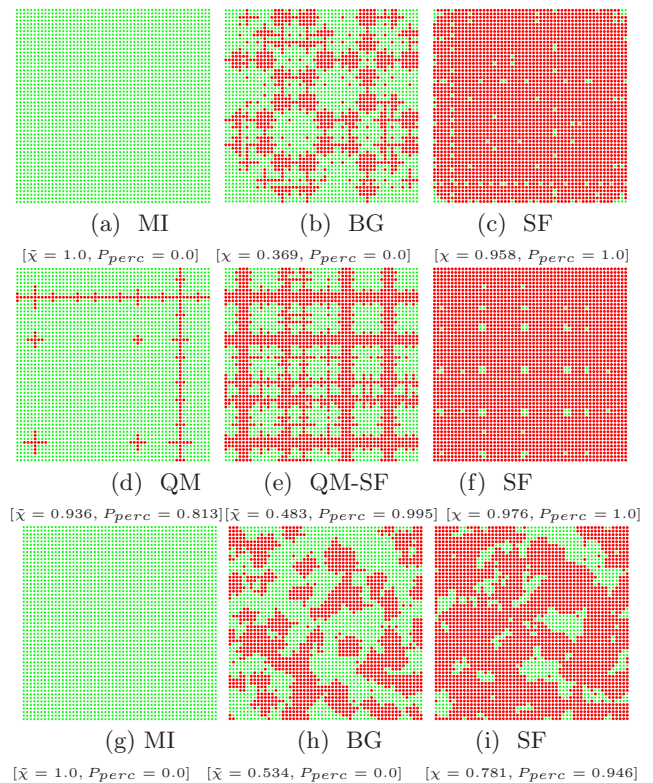 (a) MI (b) BG (c) SF
[χ̃ = 1.0, P_perc = 0.0] [χ = 0.369, P_perc = 0.0] [χ = 0.958, P_perc = 1.0]
(d) QM (e) QM-SF (f) SF
[χ̃ = 0.936, P_perc = 0.813] [χ̃ = 0.483, P_perc = 0.995] [χ = 0.976, P_perc = 1.0]
(g) MI (h) BG (i) SF
[χ̃ = 1.0, P_perc = 0.0] [χ̃ = 0.534, P_perc = 0.0] [χ = 0.781, P_perc = 0.946]